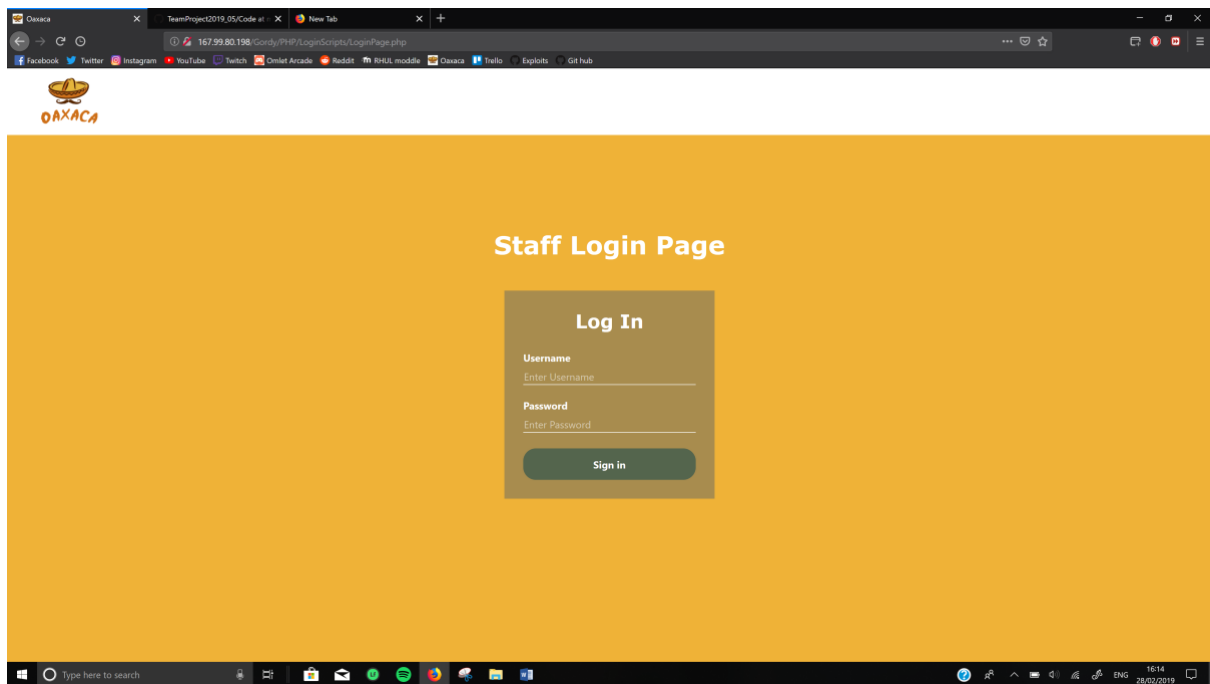 Oaxaca
TeamProject2019_05/Code at
New Tab
167.99.80.198/Gordy/PHP/LoginScripts/LoginPage.php
Facebook Twitter Instagram YouTube Twitch Omlet Arcade Reddit RHUL moddle Oaxaca Trello Exploits Git hub
OAXACA
Staff Login Page
Log In
Username
Enter Username
Password
Enter Password
Sign in
Type here to search
ENG
16:14
28/02/2019